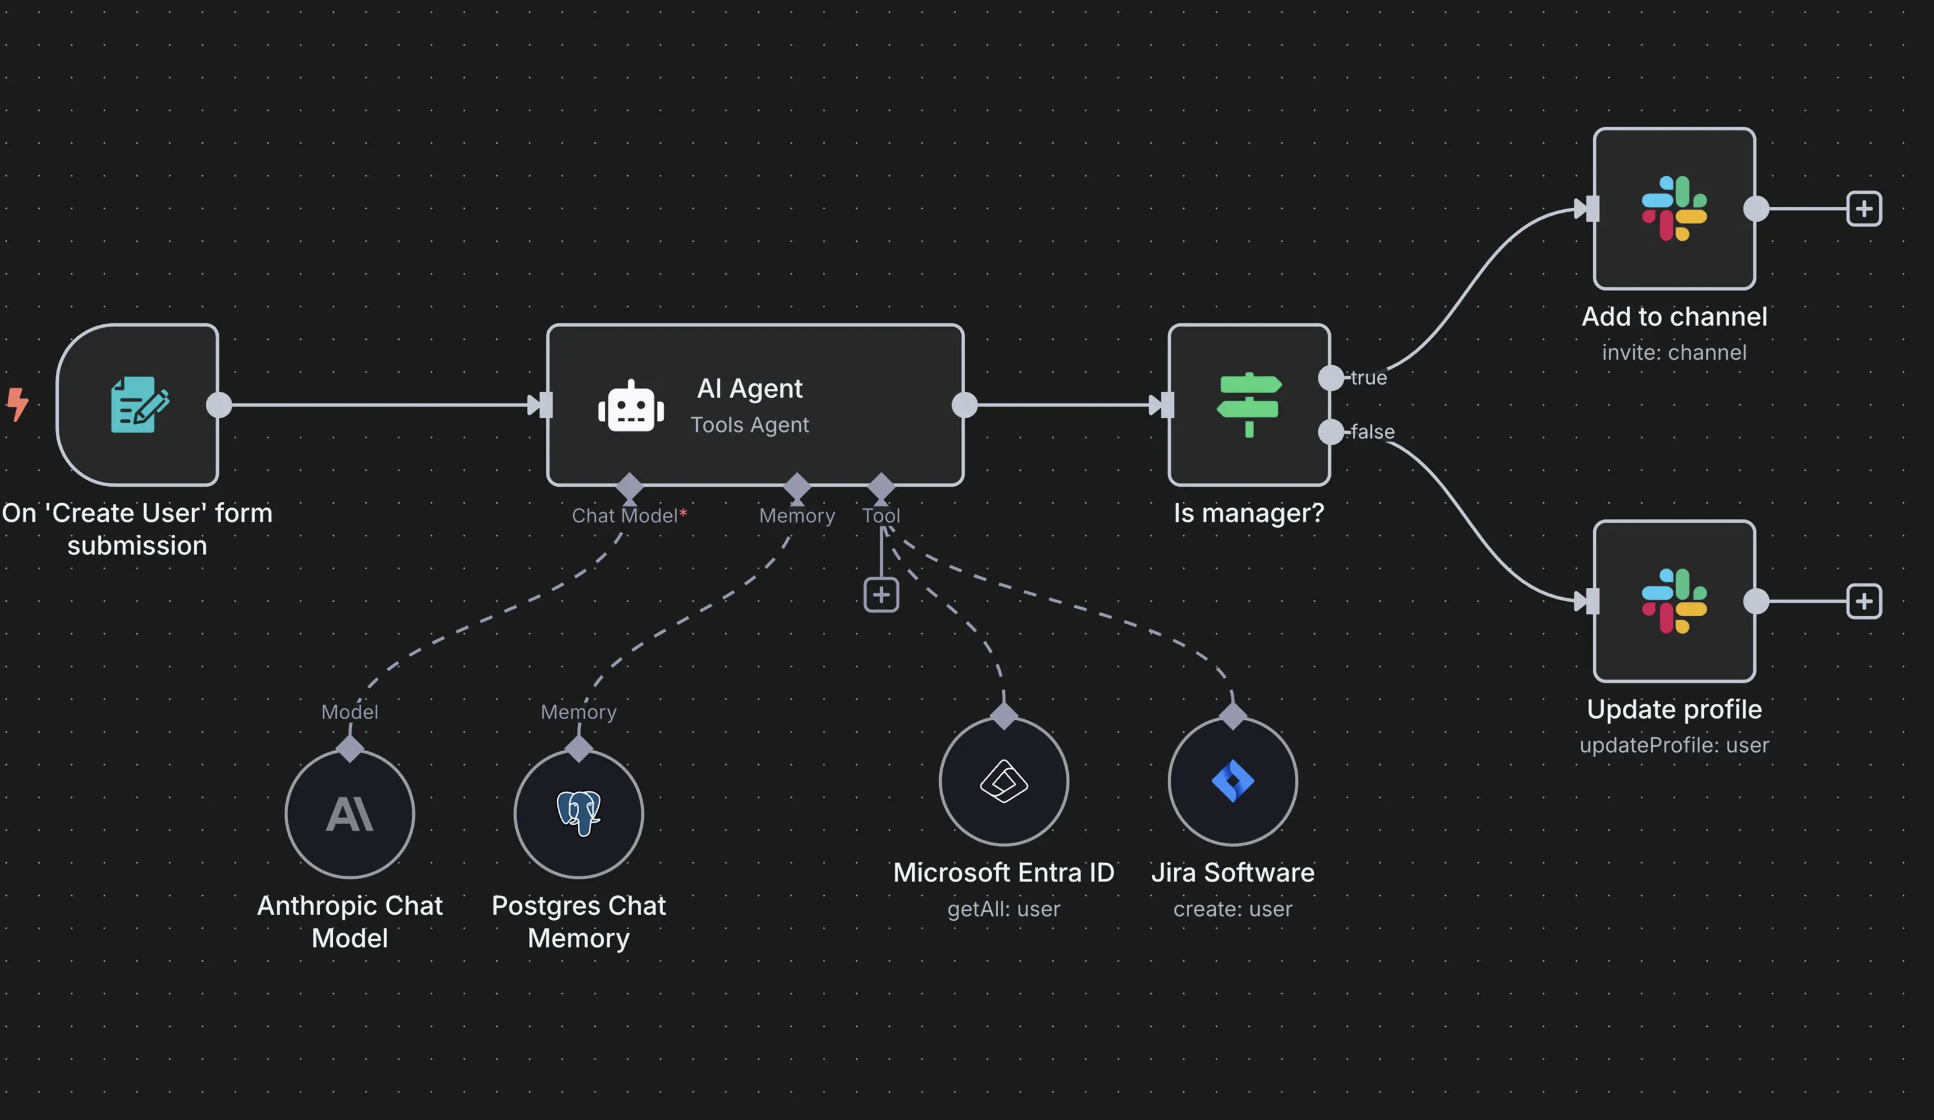 On 'Create User' form
submission
AI Agent
Tools Agent
Chat Model*
Memory
Tool
Is manager?
true
false
Add to channel
invite: channel
Update profile
updateProfile: user
Model
Memory
Anthropic Chat
Model
Postgres Chat
Memory
Microsoft Entra ID
getAll: user
Jira Software
create: user